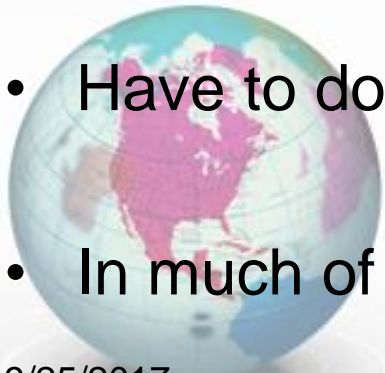 • Have to do
• In much of